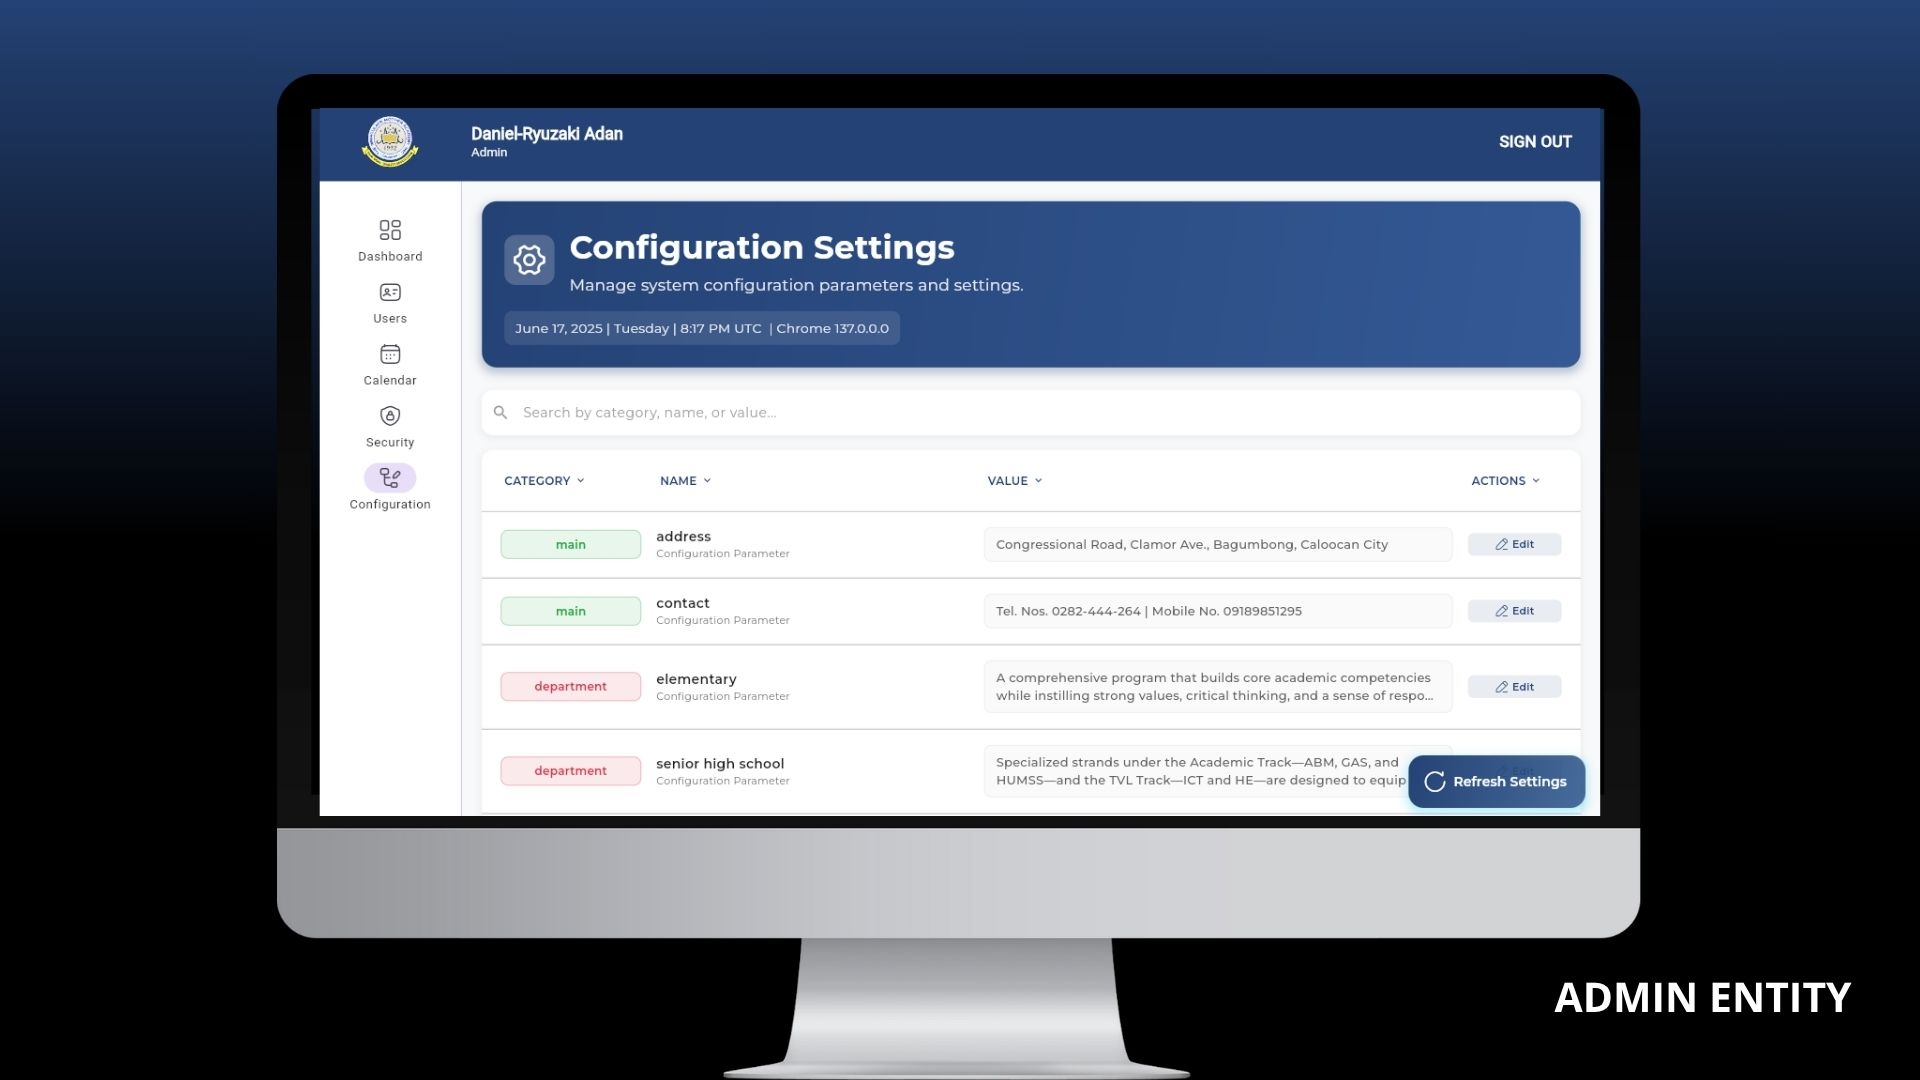 Daniel-Ryuzaki Adan
Admin
SIGN OUT
Dashboard
Users
Calendar
Security
Configuration
Configuration Settings
Manage system configuration parameters and settings.
June 17, 2025 | Tuesday | 8:17 PM UTC | Chrome 137.0.0.0
Search by category, name, or value...
CATEGORY NAME VALUE ACTIONS
main
address
Configuration Parameter
Congressional Road, Clamor Ave., Bagumbong, Caloocan City
Edit
main
contact
Configuration Parameter
Tel. Nos. 0282-444-264 | Mobile No. 09189851295
Edit
department
elementary
Configuration Parameter
A comprehensive program that builds core academic competencies
while instilling strong values, critical thinking, and a sense of respo...
Edit
department
senior high school
Configuration Parameter
Specialized strands under the Academic Track—ABM, GAS, and
HUMSS—and the TVL Track—ICT and HE—are designed to equip
Refresh Settings
ADMIN ENTITY